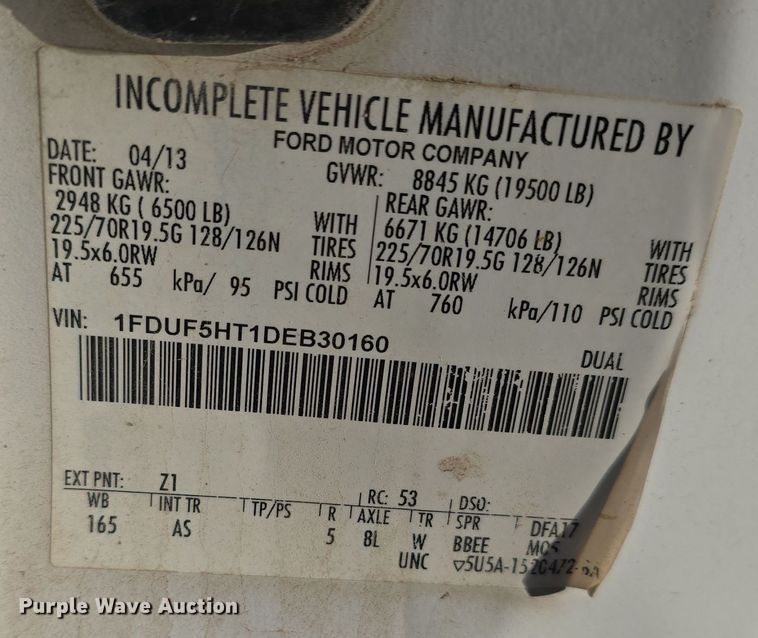 INCOMPLETE VEHICLE MANUFACTURED BY
FORD MOTOR COMPANY
DATE: 04/13 GVWR: 8845 KG (19500 LB)
FRONT GAWR: REAR GAWR:
2948 KG ( 6500 LB) WITH 6671 KG (14706 LB) WITH
225/70R19.5G 128/126N TIRES 225/70R19.5G 128/126N TIRES
19.5x6.0RW RIMS 19.5x6.0RW RIMS
AT 655 kPa/ 95 PSI COLD AT 760 kPa/110 PSI COLD
VIN: 1FDUF5HT1DEB30160
DUAL
EXT PNT: Z1 RC: 53 DSO:
WB INT TR TP/PS R AXLE TR SPR DFA17
165 AS 5 8L W BBEE
UNC
Purple Wave Auction